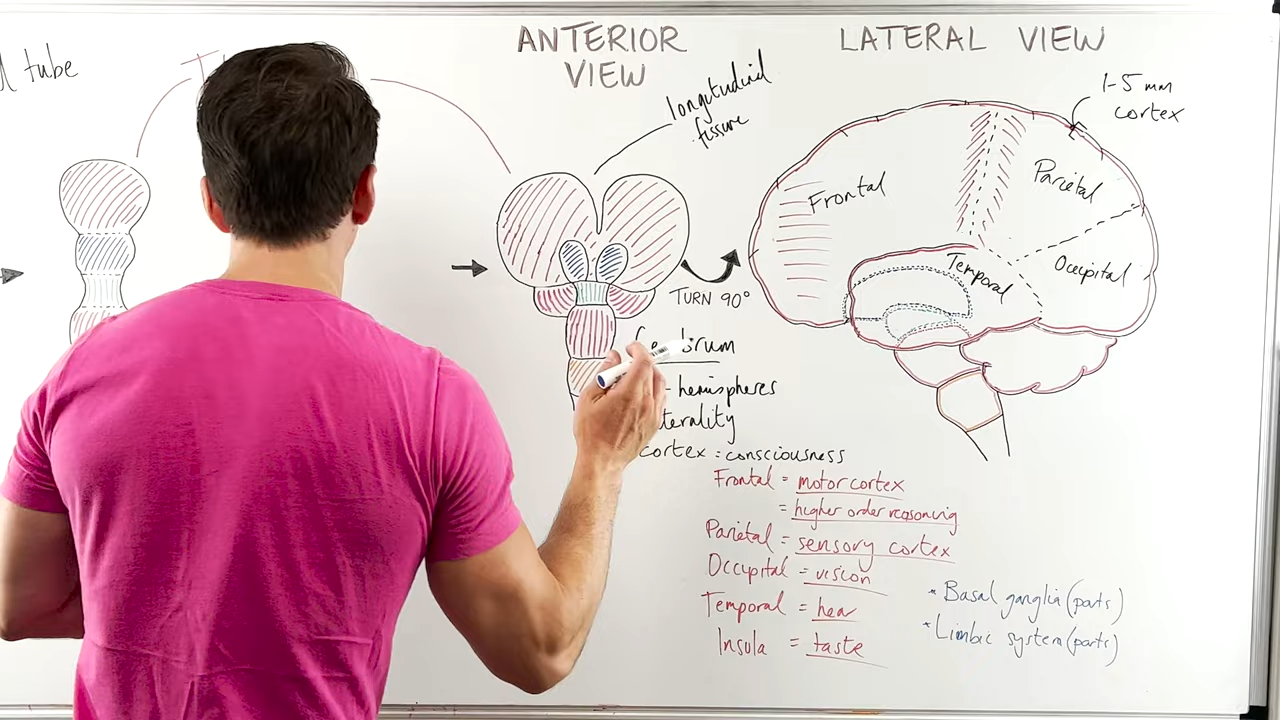 tube
ANTERIOR
VIEW
LATERAL VIEW
longitudinal
fissure
1-5 mm
cortex
Frontal
Parietal
Temporal
Occipital
TURN 90°
hemispheres
cortex = consciousness
Frontal = motor cortex
= higher order reasoning
Parietal = sensory cortex
Occipital = vision
Temporal = hear
Insula = taste
* Basal ganglia (parts)
* Limbic system (parts)